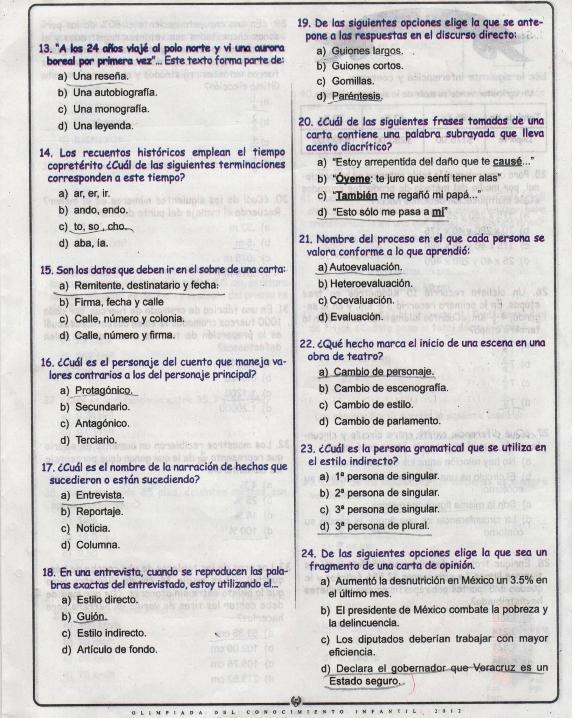 13. "A los 24 años viajé al polo norte y vi una aurora
boreal por primera vez"... Este texto forma parte de:
a) Una reseña.
b) Una autobiografía.
c) Una monografía.
d) Una leyenda.
14. Los recuentos históricos emplean el tiempo
copretérito ¿Cuál de las siguientes terminaciones
corresponden a este tiempo?
a) ar, er, ir.
b) ando, endo.
c) to, so , cho.
d) aba, ía.
15. Son los datos que deben ir en el sobre de una carta:
a) Remitente, destinatario y fecha.
b) Firma, fecha y calle
c) Calle, número y colonia.
d) Calle, número y firma.
16. ¿Cuál es el personaje del cuento que maneja va-
lores contrarios a los del personaje principal?
a) Protagónico.
b) Secundario.
c) Antagónico.
d) Terciario.
17. ¿Cuál es el nombre de la narración de hechos que
sucedieron o están sucediendo?
a) Entrevista.
b) Reportaje.
c) Noticia.
d) Columna.
18. En una entrevista, cuando se reproducen las pala-
bras exactas del entrevistado, estoy utilizando el...
a) Estilo directo.
b) Guión.
c) Estilo indirecto.
d) Artículo de fondo.
19. De las siguientes opciones elige la que se ante-
pone a las respuestas en el discurso directo:
a) Guiones largos.
b) Guiones cortos.
c) Gomillas.
d) Paréntesis.
20. ¿Cuál de las siguientes frases tomadas de una
carta contiene una palabra subrayada que lleva
acento diacrítico?
a) "Estoy arrepentida del daño que te causé..."
b) "Óyeme: te juro que sentí tener alas"
c) "También me regañó mi papá..."
d) "Esto sólo me pasa a mí"
21. Nombre del proceso en el que cada persona se
valora conforme a lo que aprendió:
a) Autoevaluación.
b) Heteroevaluación.
c) Coevaluación.
d) Evaluación.
22. ¿Qué hecho marca el inicio de una escena en una
obra de teatro?
a) Cambio de personaje.
b) Cambio de escenografía.
c) Cambio de estilo.
d) Cambio de parlamento.
23. ¿Cuál es la persona gramatical que se utiliza en
el estilo indirecto?
a) 1ª persona de singular.
b) 2ª persona de singular.
c) 3ª persona de singular.
d) 3ª persona de plural.
24. De las siguientes opciones elige la que sea un
fragmento de una carta de opinión.
a) Aumentó la desnutrición en México un 3.5% en
el último mes.
b) El presidente de México combate la pobreza y
la delincuencia.
c) Los diputados deberían trabajar con mayor
eficiencia.
d) Declara el gobernador que Veracruz es un
Estado seguro.
OLIMPIADA DEL CONOCIMIENTO INFANTIL, 2012